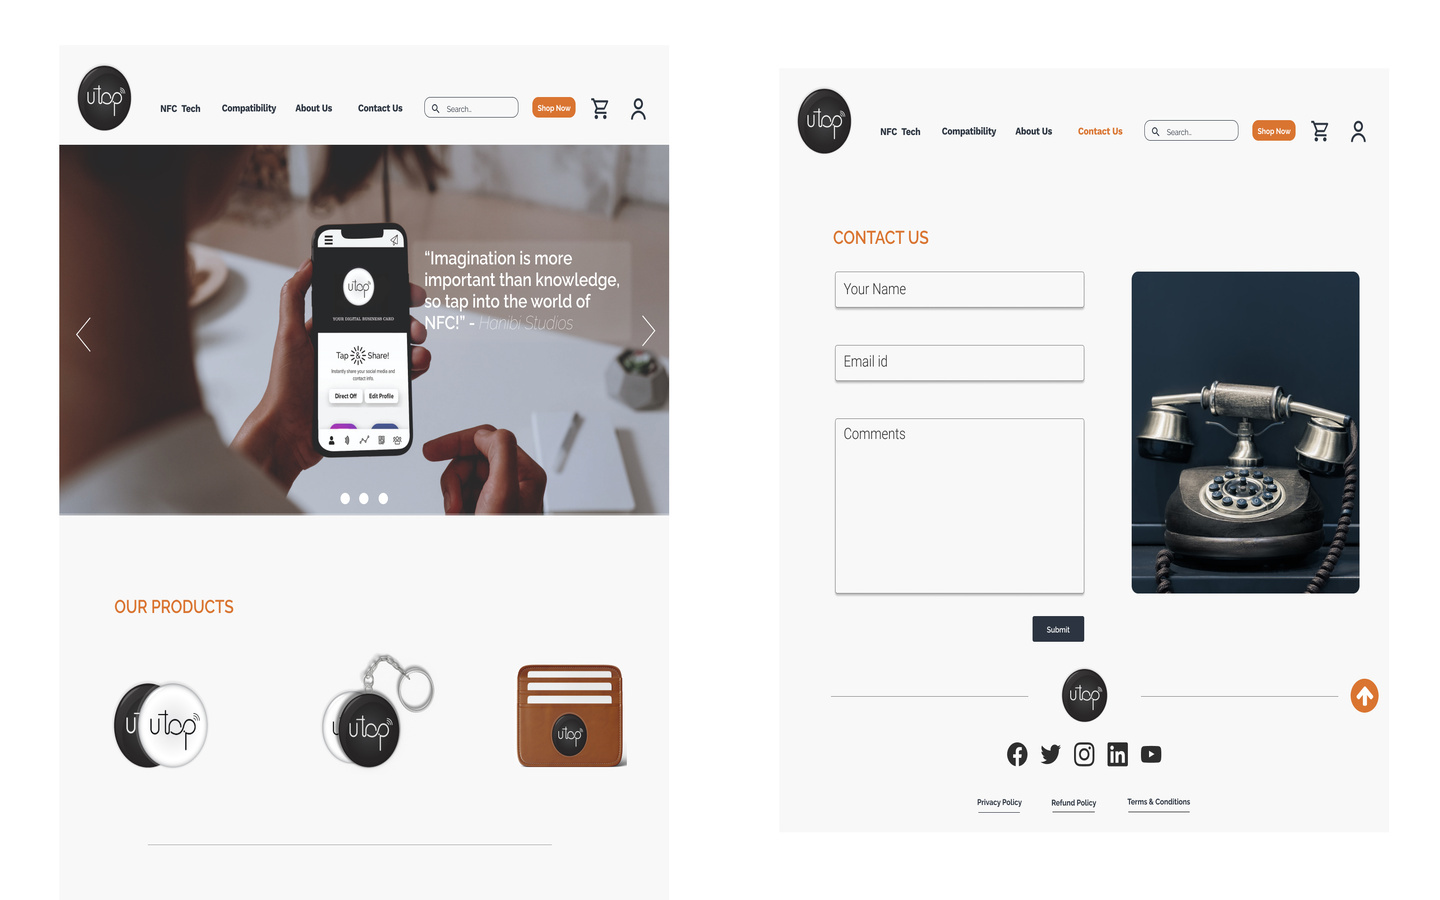 utap
NFC Tech
Compatibility
About Us
Contact Us
Search..
Shop Now
“Imagination is more
important than knowledge,
so tap into the world of
NFC!” - Hanibi Studios
utap
YOUR DIGITAL BUSINESS CARD
Tap & Share!
Instantly share your social media and
contact info.
Direct Off
Edit Profile
OUR PRODUCTS
utap
utap
utap
utap
NFC Tech
Compatibility
About Us
Contact Us
Search..
Shop Now
CONTACT US
Your Name
Email id
Comments
Submit
utap
Privacy Policy
Refund Policy
Terms & Conditions